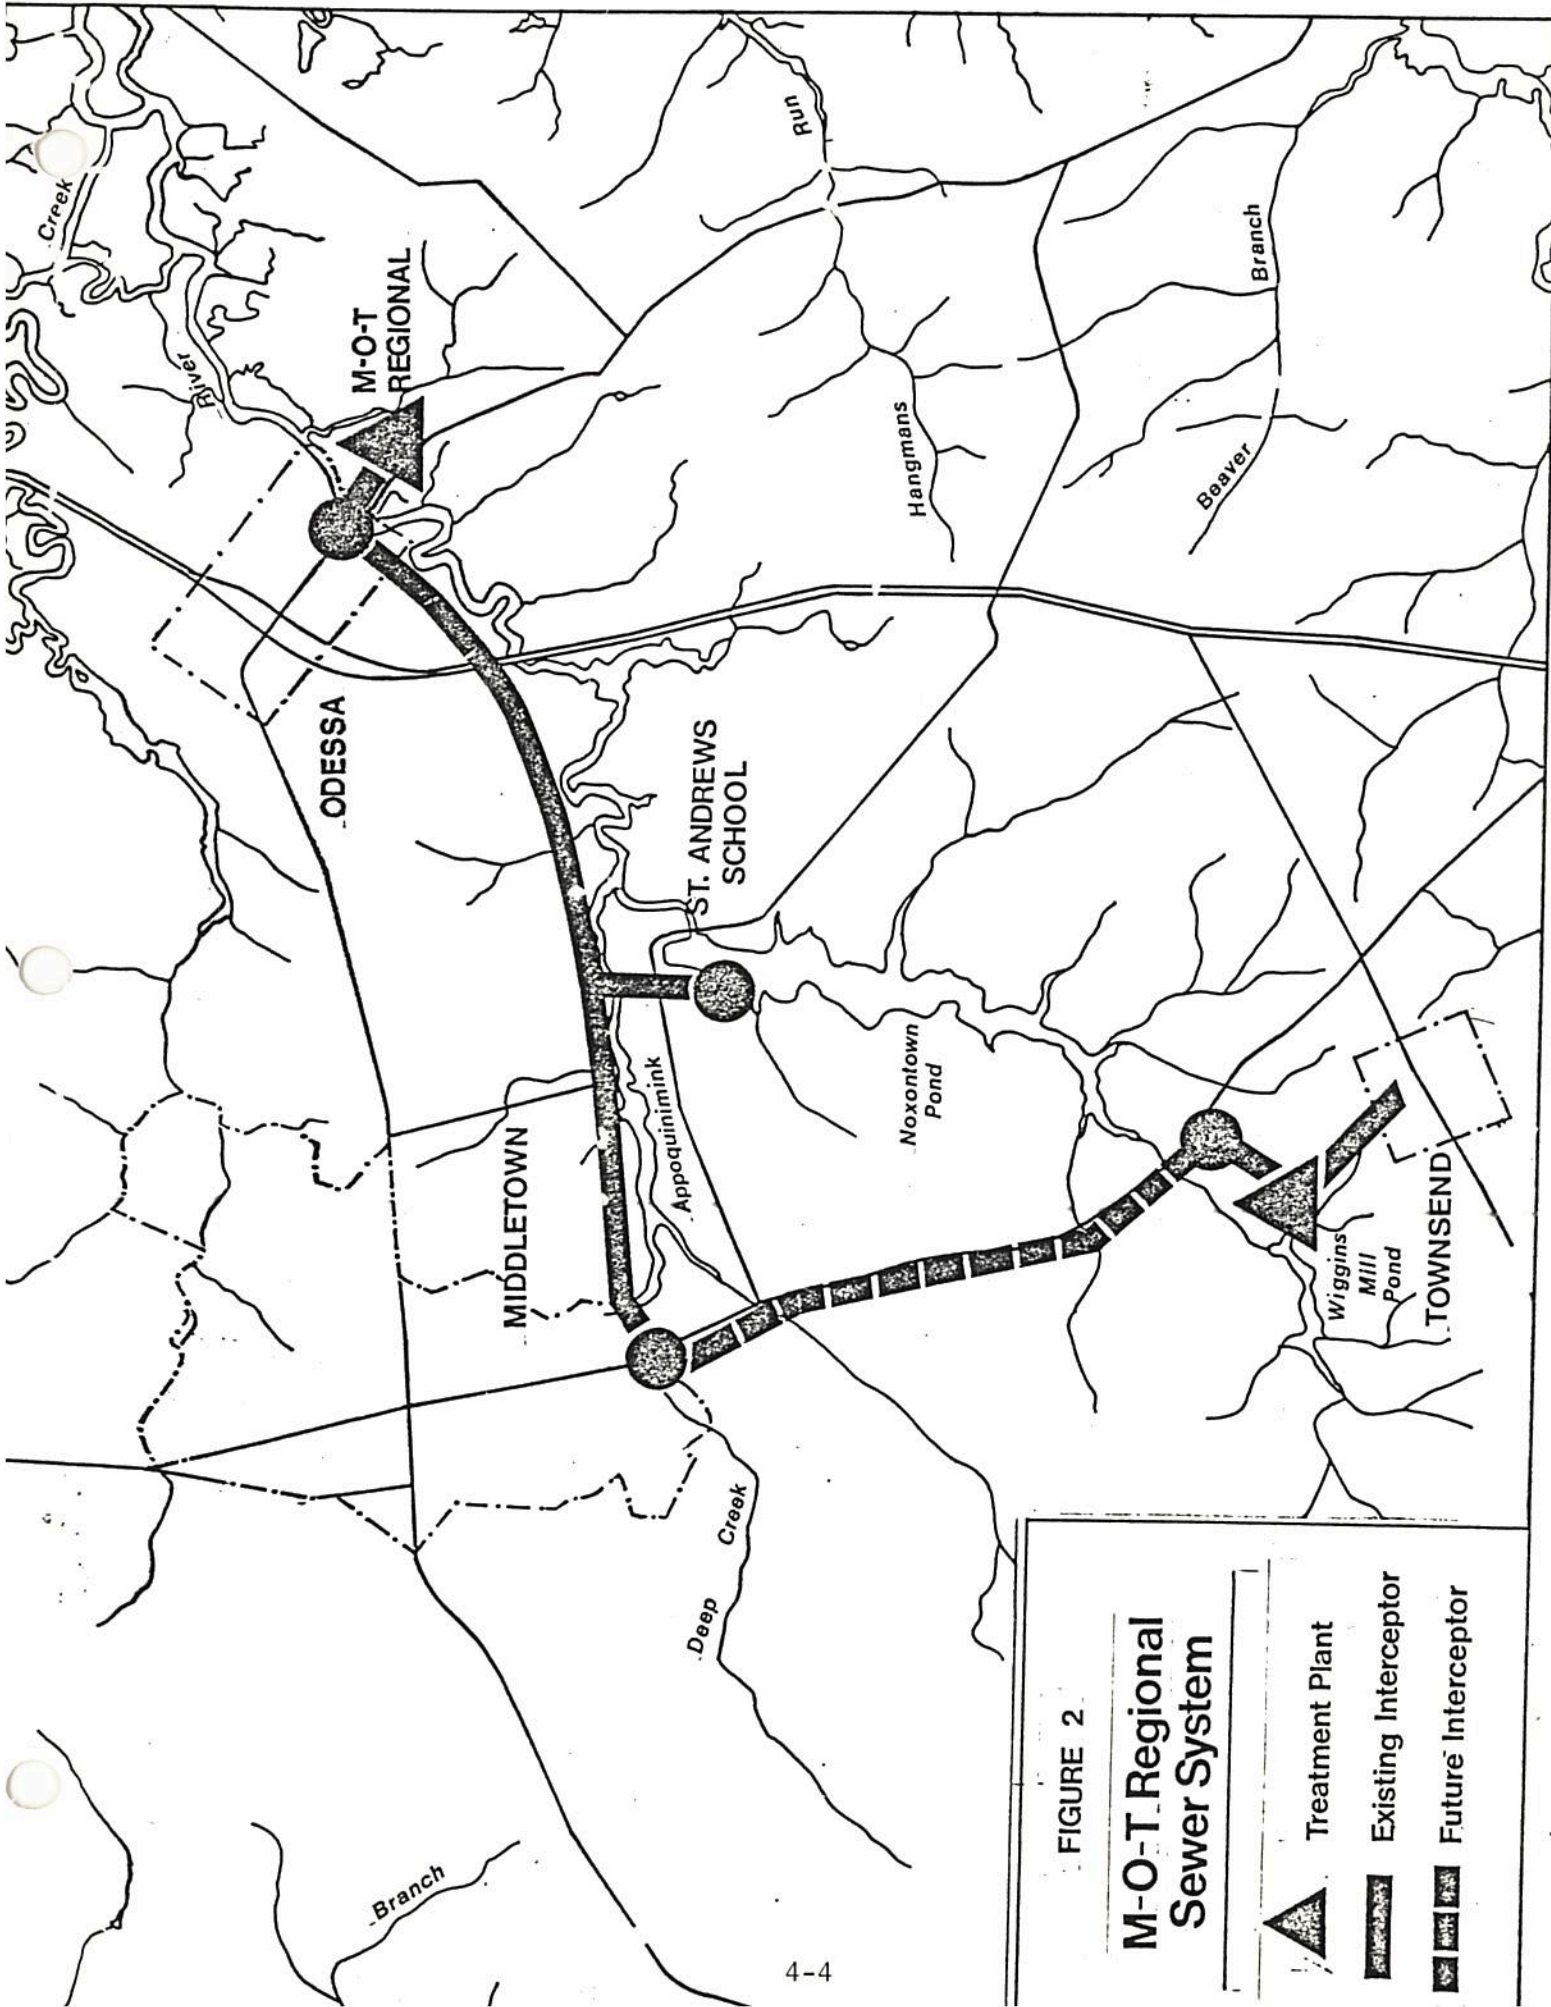 Creek
River
M-O-T
REGIONAL
Run
ODESSA
Hangmans
Branch
Beaver
ST. ANDREWS
SCHOOL
MIDDLETOWN
Appoquinimink
Noxontown
Pond
Wiggins
Mill
Pond
TOWNSEND
Deep
Creek
Branch
FIGURE 2
M-O-T Regional
Sewer System
Treatment Plant
Existing Interceptor
Future Interceptor
4-4